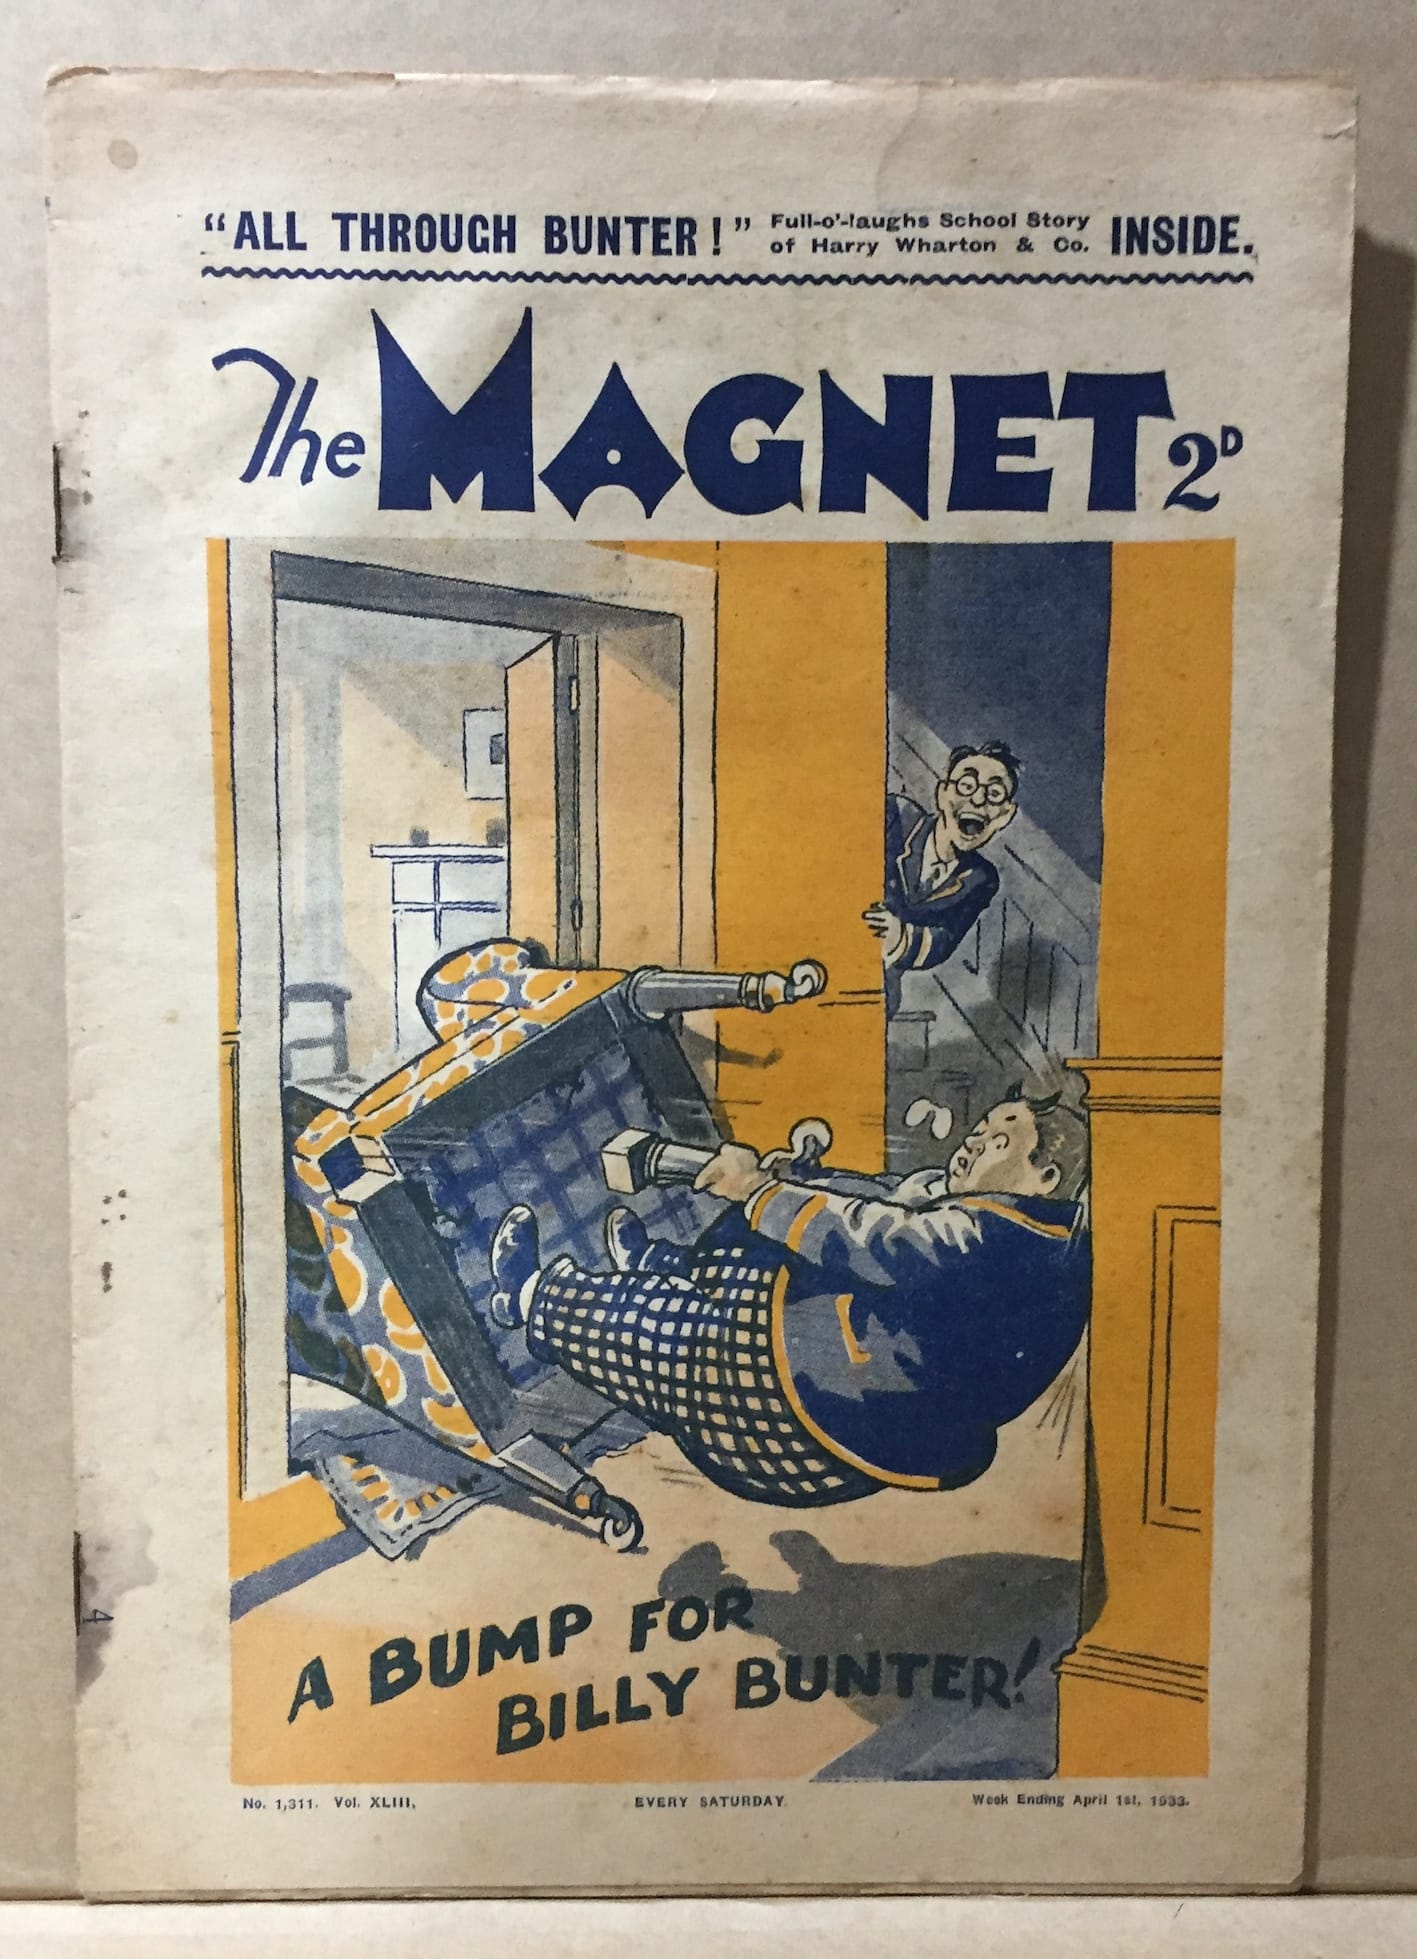 "ALL THROUGH BUNTER!" Full-o'-laughs School Story of Harry Wharton & Co. INSIDE.
The MAGNET 2D
A BUMP FOR
BILLY BUNTER!
No. 1,311. Vol. XLIII. EVERY SATURDAY. Week Ending April 1st, 1933.
4